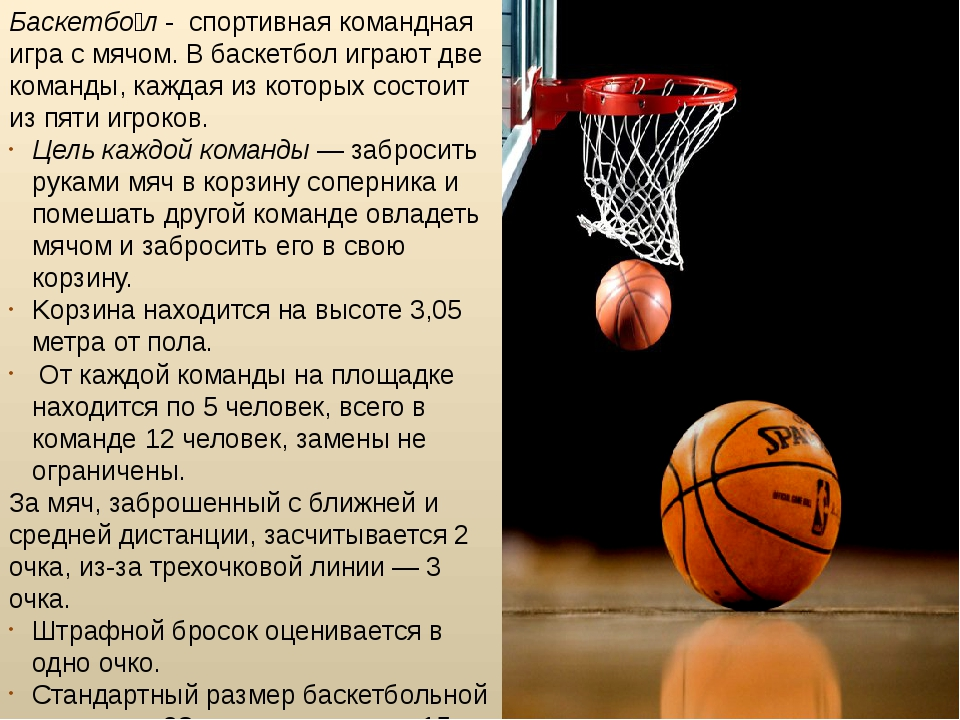 Баскетбо́л - спортивная командная
игра с мячом. В баскетбол играют две
команды, каждая из которых состоит
из пяти игроков.
Цель каждой команды — забросить
руками мяч в корзину соперника и
помешать другой команде овладеть
мячом и забросить его в свою
корзину.
Корзина находится на высоте 3,05
метра от пола.
От каждой команды на площадке
находится по 5 человек, всего в
команде 12 человек, замены не
ограничены.
За мяч, заброшенный с ближней и
средней дистанции, засчитывается 2
очка, из-за трехочковой линии — 3
очка.
Штрафной бросок оценивается в
одно очко.
Стандартный размер баскетбольной